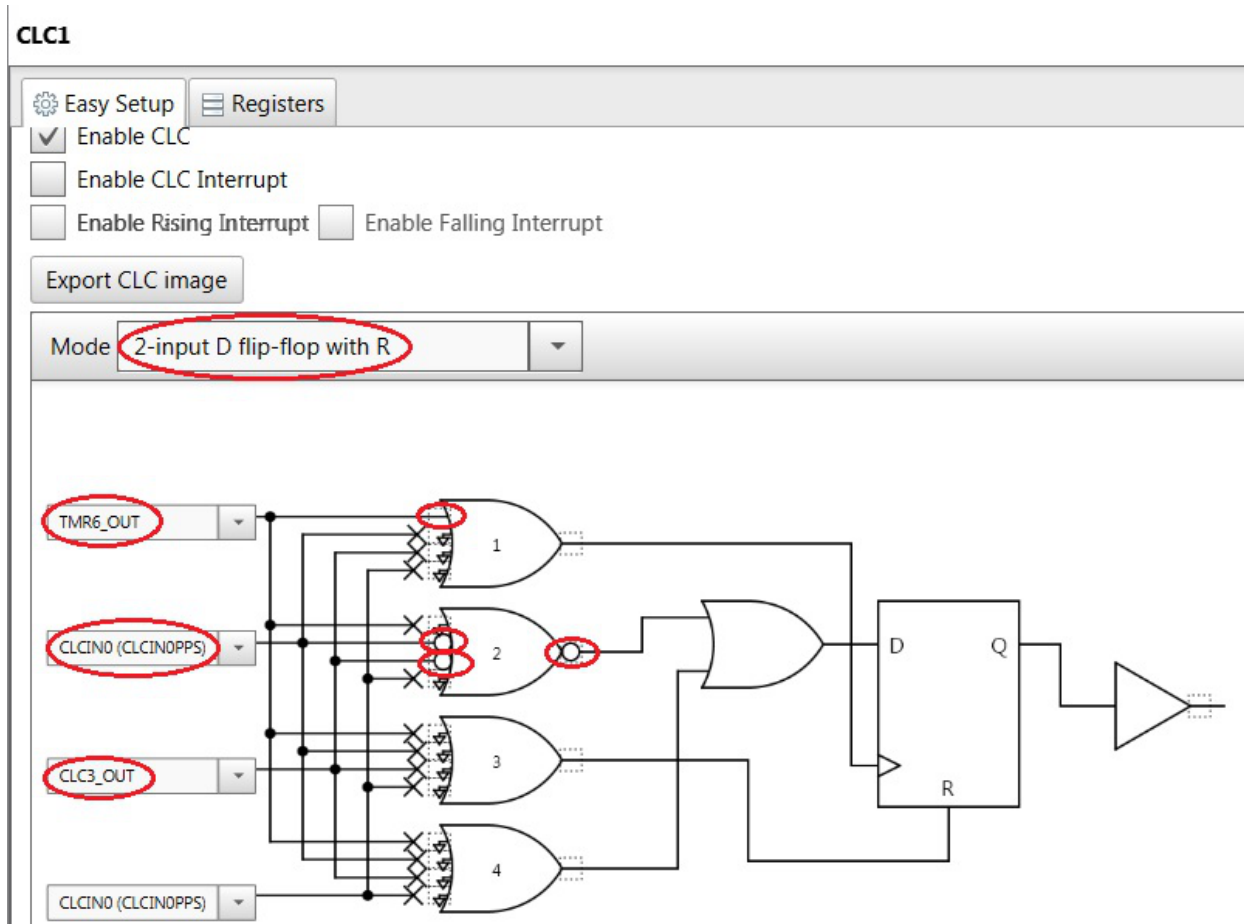 CLC1
Easy Setup Registers
Enable CLC
Enable CLC Interrupt
Enable Rising Interrupt Enable Falling Interrupt
Export CLC image
Mode 2-input D flip-flop with R
TMR6_OUT
1
CLCIN0 (CLCIN0PPS)
2
D Q
CLC3_OUT
3
R
4
CLCIN0 (CLCIN0PPS)